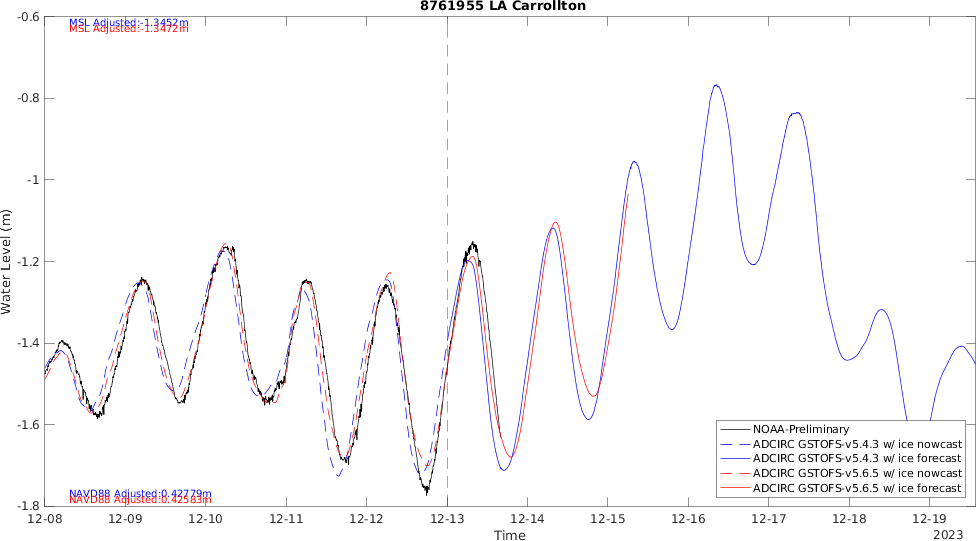 8761955 LA Carrollton
MSL Adjusted:-1.3452m
MSL Adjusted:-1.3472m
-0.6
-0.8
-1
-1.2
-1.4
-1.6
-1.8
Water Level (m)
NAVD88 Adjusted:0.42779m
NAVD88 Adjusted:0.42583m
NOAA-Preliminary
ADCIRC GSTOFS-v5.4.3 w/ ice nowcast
ADCIRC GSTOFS-v5.4.3 w/ ice forecast
ADCIRC GSTOFS-v5.6.5 w/ ice nowcast
ADCIRC GSTOFS-v5.6.5 w/ ice forecast
12-08 12-09 12-10 12-11 12-12 12-13 12-14 12-15 12-16 12-17 12-18 12-19
Time
2023